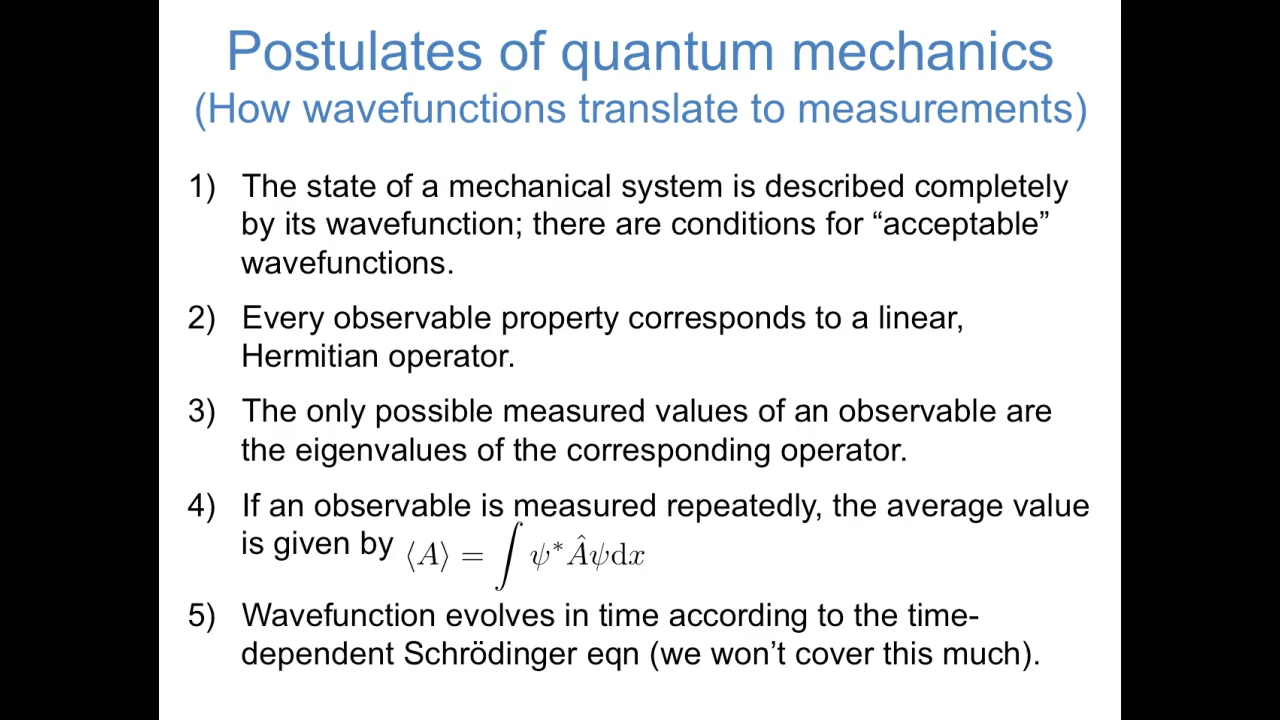 Postulates of quantum mechanics
(How wavefunctions translate to measurements)
1) The state of a mechanical system is described completely
by its wavefunction; there are conditions for “acceptable”
wavefunctions.
2) Every observable property corresponds to a linear,
Hermitian operator.
3) The only possible measured values of an observable are
the eigenvalues of the corresponding operator.
4) If an observable is measured repeatedly, the average value
is given by ⟨A⟩ = ∫ ψ*Âψdx
5) Wavefunction evolves in time according to the time-
dependent Schrödinger eqn (we won’t cover this much).